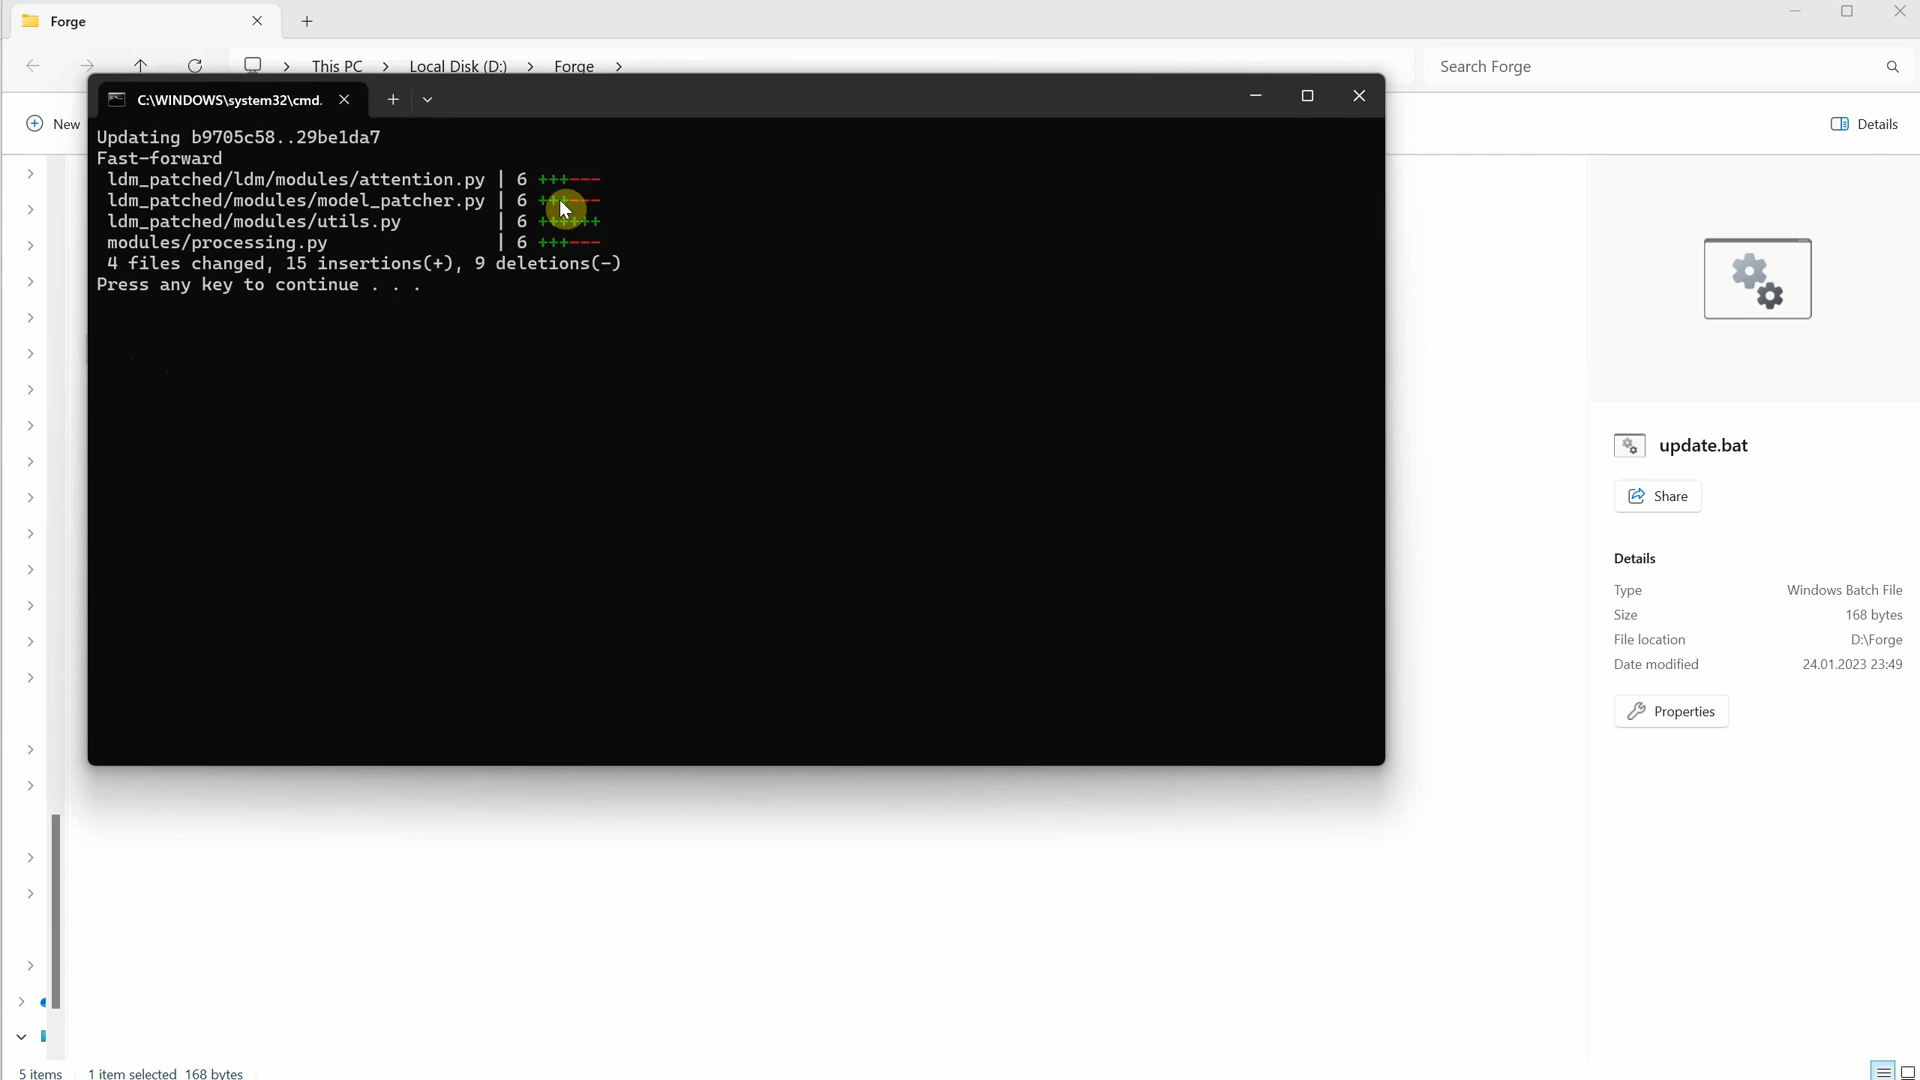 Forge
This PC > Local Disk (D:) > Forge >
Search Forge
C:\WINDOWS\system32\cmd.
New
Details
Updating b9705c58..29be1da7
Fast-forward
ldm_patched/ldm/modules/attention.py | 6 +++---
ldm_patched/modules/model_patcher.py | 6 +++---
ldm_patched/modules/utils.py | 6 ++++++
modules/processing.py | 6 +++---
4 files changed, 15 insertions(+), 9 deletions(-)
Press any key to continue . . .
update.bat
Share
Details
Type Windows Batch File
Size 168 bytes
File location D:\Forge
Date modified 24.01.2023 23:49
Properties
5 items 1 item selected 168 bytes